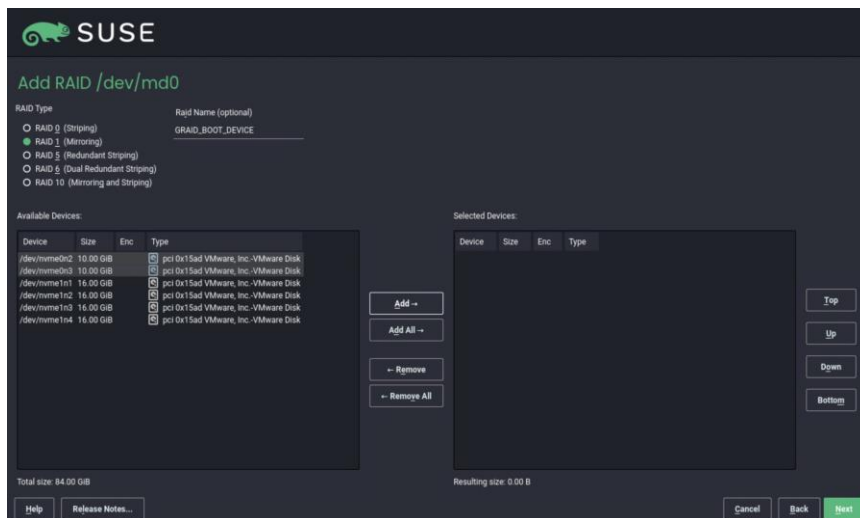 SUSE
Add RAID /dev/md0
RAID Type
RAID 0 (Striping)
RAID 1 (Mirroring)
RAID 5 (Redundant Striping)
RAID 6 (Dual Redundant Striping)
RAID 10 (Mirroring and Striping)
Raid Name (optional)
GRAID_BOOT_DEVICE
Available Devices:
Device Size Enc Type
/dev/nvme0n2 10.00 GiB pci 0x15ad VMware, Inc.-VMware Disk
/dev/nvme0n3 10.00 GiB pci 0x15ad VMware, Inc.-VMware Disk
/dev/nvme1n1 16.00 GiB pci 0x15ad VMware, Inc.-VMware Disk
/dev/nvme1n2 16.00 GiB pci 0x15ad VMware, Inc.-VMware Disk
/dev/nvme1n3 16.00 GiB pci 0x15ad VMware, Inc.-VMware Disk
/dev/nvme1n4 16.00 GiB pci 0x15ad VMware, Inc.-VMware Disk
Total size: 84.00 GiB
Add →
Add All →
← Remove
← Remove All
Selected Devices:
Device Size Enc Type
Resulting size: 0.00 B
Top
Up
Down
Bottom
Help Release Notes... Cancel Back Next